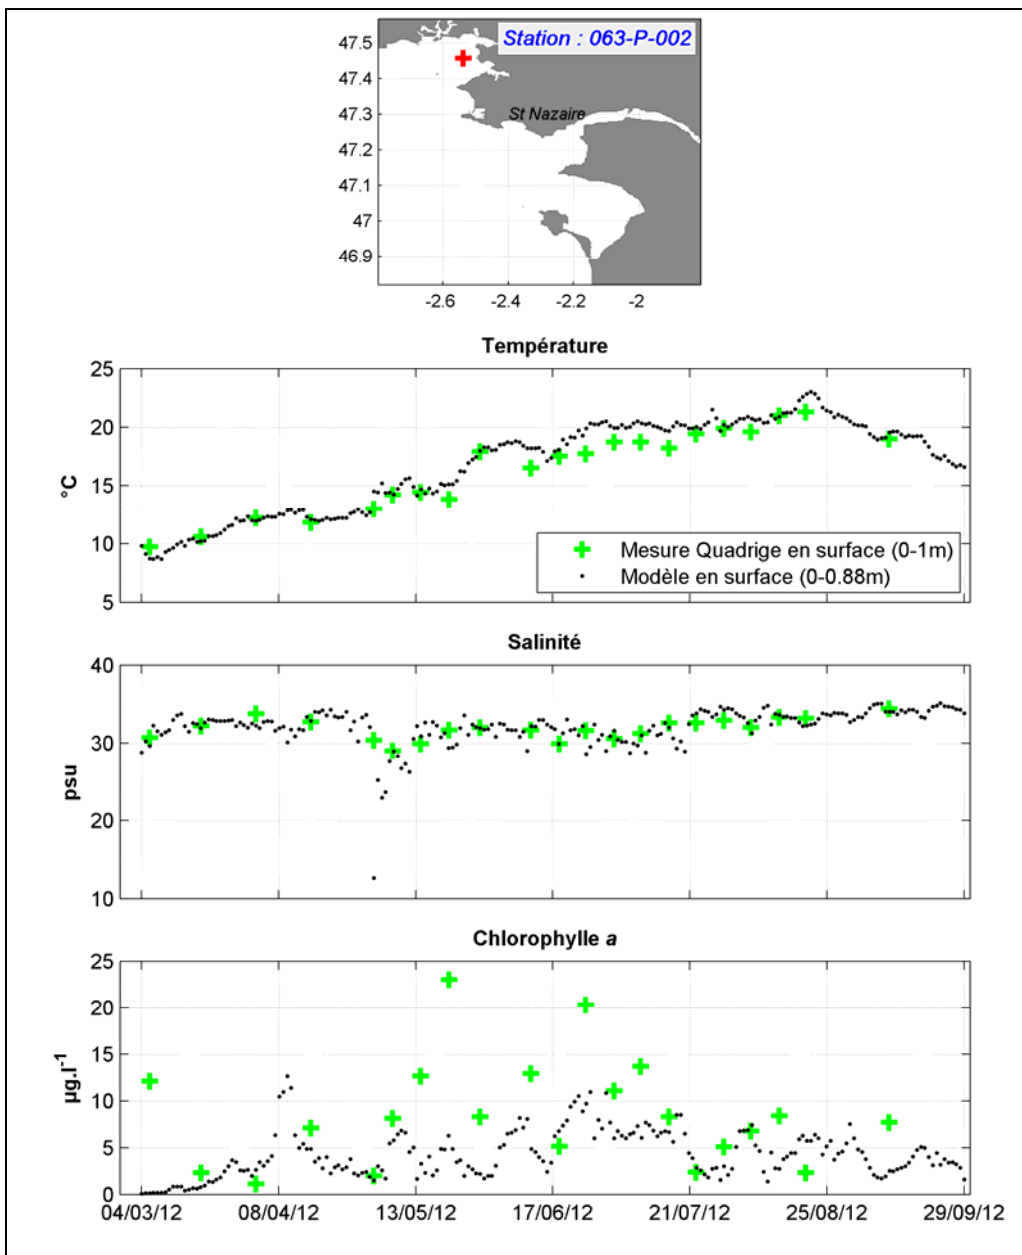 Station : 063-P-002
47.5
47.4
St Nazaire
47.3
47.2
47.1
47
46.9
-2.6 -2.4 -2.2 -2
Température
25
20
15
10
5
°C
Mesure Quadrige en surface (0-1m)
Modèle en surface (0-0.88m)
Salinité
40
30
20
10
psu
Chlorophylle a
25
20
15
10
5
0
µg.l-1
04/03/12 08/04/12 13/05/12 17/06/12 21/07/12 25/08/12 29/09/12